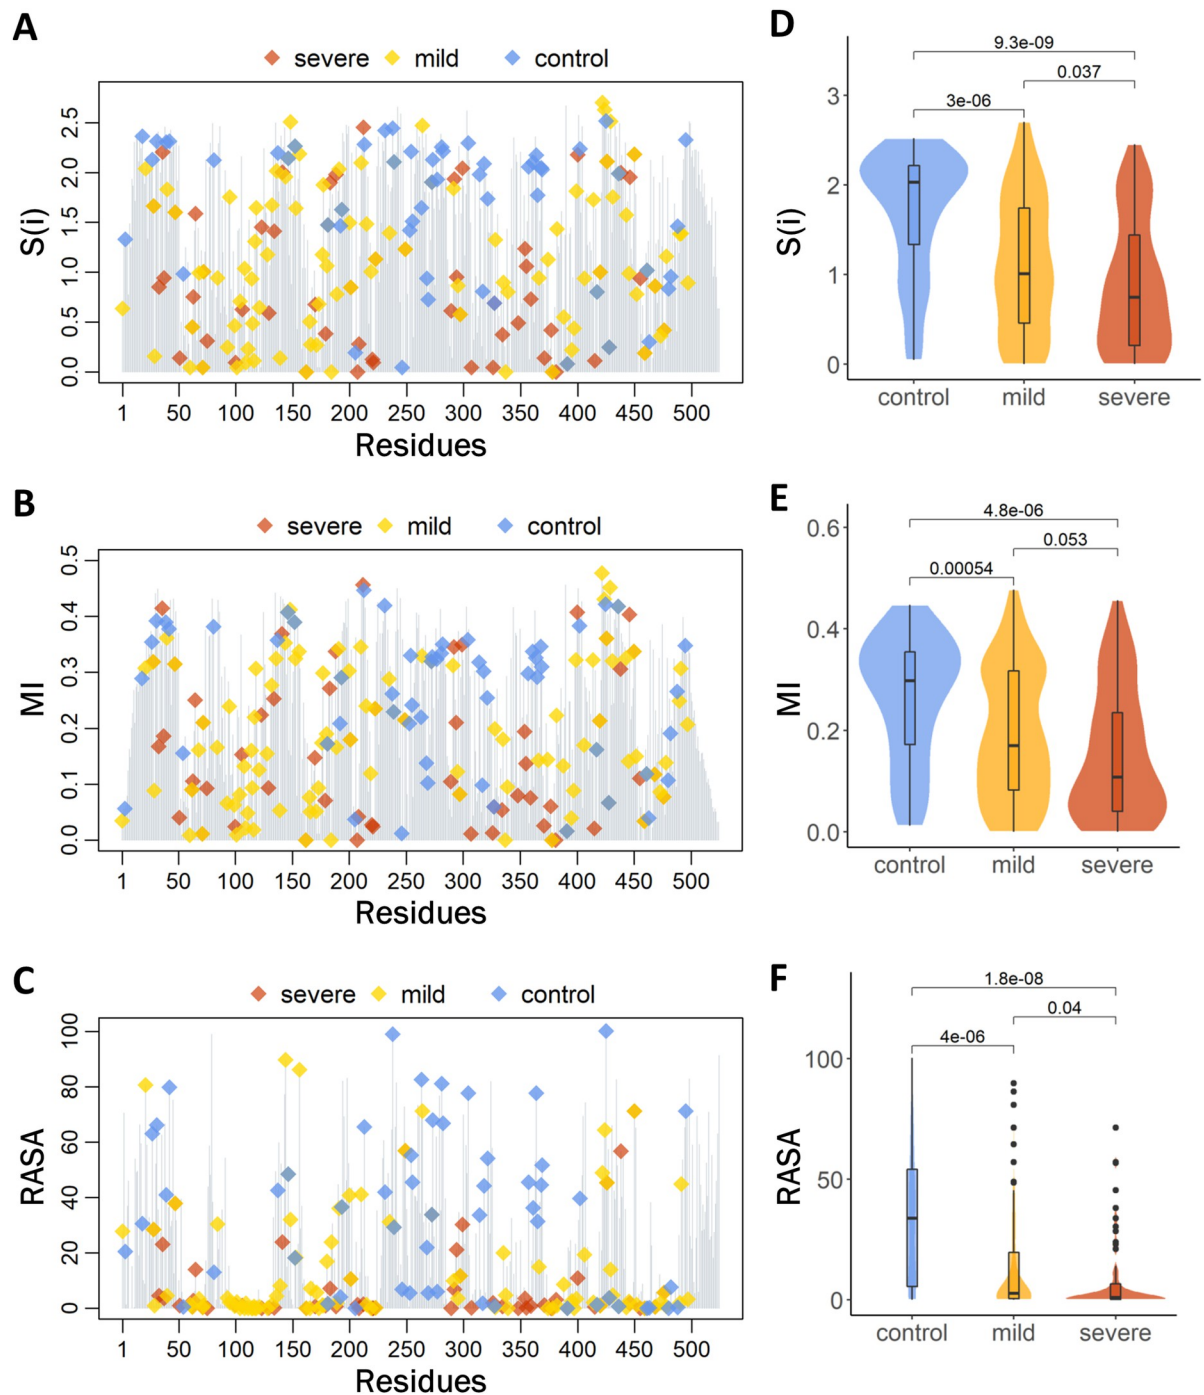 A
severe mild control
S(i)
2.5
2.0
1.5
1.0
0.5
0.0
1 50 100 150 200 250 300 350 400 450 500
Residues
D
9.3e-09
0.037
3e-06
S(i)
3
2
1
0
control mild severe
B
severe mild control
MI
0.5
0.4
0.3
0.2
0.1
0.0
1 50 100 150 200 250 300 350 400 450 500
Residues
E
4.8e-06
0.053
0.00054
MI
0.6
0.4
0.2
0.0
control mild severe
C
severe mild control
RASA
100
80
60
40
20
0
1 50 100 150 200 250 300 350 400 450 500
Residues
F
1.8e-08
0.04
4e-06
RASA
100
50
0
control mild severe